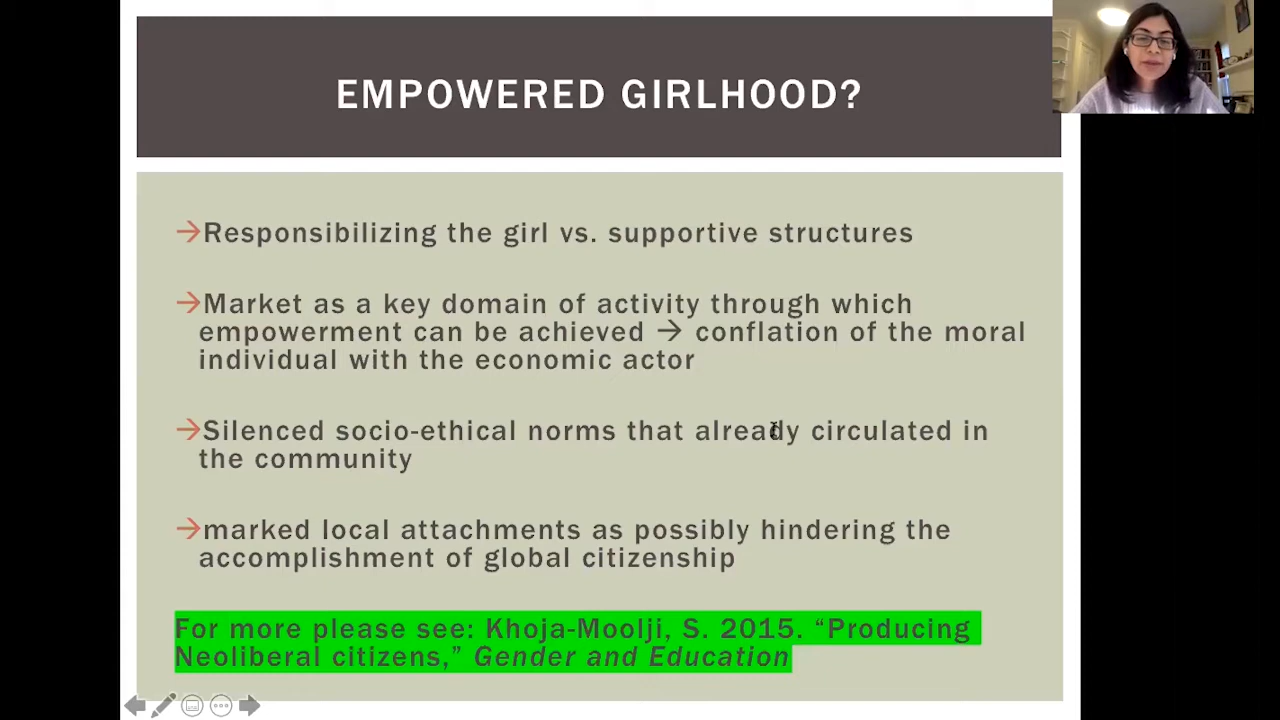 EMPOWERED GIRLHOOD?
→Responsibilizing the girl vs. supportive structures
→Market as a key domain of activity through which
empowerment can be achieved → conflation of the moral
individual with the economic actor
→Silenced socio-ethical norms that already circulated in
the community
→marked local attachments as possibly hindering the
accomplishment of global citizenship
For more please see: Khoja-Moolji, S. 2015. “Producing
Neoliberal citizens,” Gender and Education